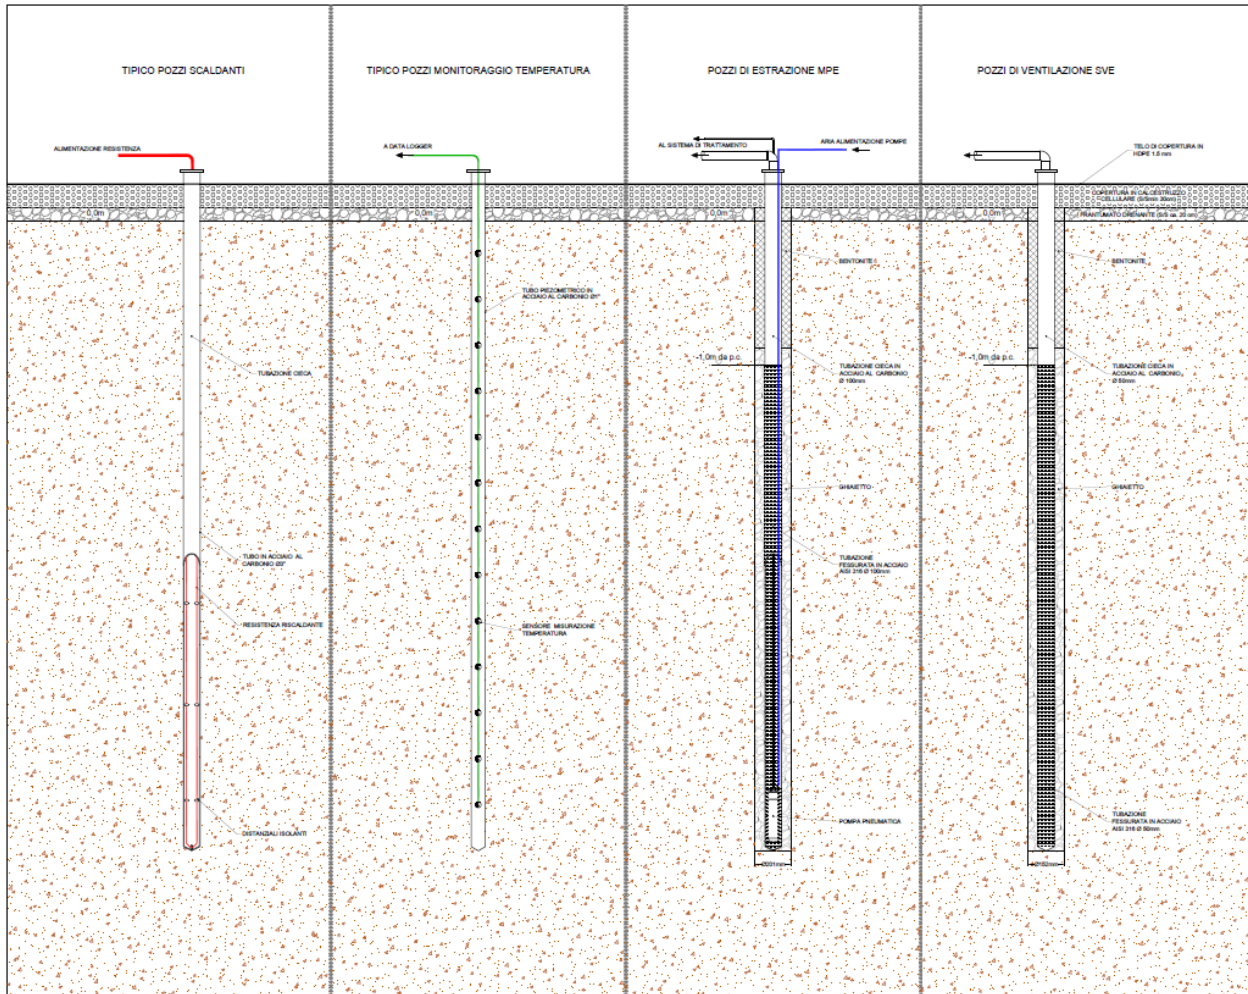 TIPICO POZZI SCALDANTI
ALIMENTAZIONE RESISTENZA
0,0m
TUBAZIONE CIECA
TUBO IN ACCIAIO AL
CARBONIO Ø3"
RESISTENZA RISCALDANTE
DISTANZIALI ISOLANTI
TIPICO POZZI MONITORAGGIO TEMPERATURA
A DATA LOGGER
0,0m
TUBO PIEZOMETRICO IN
ACCIAIO AL CARBONIO Ø1"
SENSORE MISURAZIONE
TEMPERATURA
POZZI DI ESTRAZIONE MPE
AL SISTEMA DI TRATTAMENTO
ARIA ALIMENTAZIONE POMPE
0,0m
BENTONITE
-1,0m da p.c.
TUBAZIONE CIECA IN
ACCIAIO AL CARBONIO
Ø 100mm
GHIAIETTO
TUBAZIONE
FESSURATA IN ACCIAIO
AISI 316 Ø 100mm
POMPA PNEUMATICA
POZZI DI VENTILAZIONE SVE
TELO DI COPERTURA IN
HDPE 1.5 mm
COPERTURA IN CALCESTRUZZO
CELLULARE
0,0m
FRANTUMATO DRENANTE
BENTONITE
-1,0m da p.c.
TUBAZIONE CIECA IN
ACCIAIO AL CARBONIO
Ø 50mm
GHIAIETTO
TUBAZIONE
FESSURATA IN ACCIAIO
AISI 316 Ø 50mm